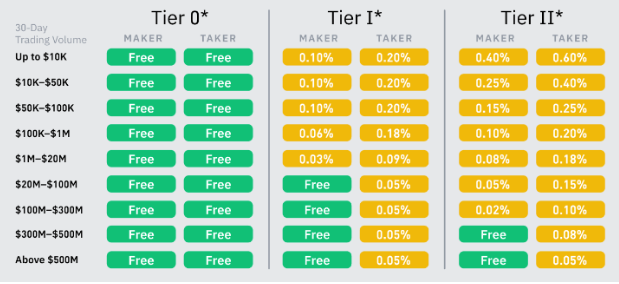 Tier 0* Tier I* Tier II*
30-Day
Trading Volume MAKER TAKER MAKER TAKER MAKER TAKER
Up to $10K Free Free 0.10% 0.20% 0.40% 0.60%
$10K–$50K Free Free 0.10% 0.20% 0.25% 0.40%
$50K–$100K Free Free 0.10% 0.20% 0.15% 0.25%
$100K–$1M Free Free 0.06% 0.18% 0.10% 0.20%
$1M–$20M Free Free 0.03% 0.09% 0.08% 0.18%
$20M–$100M Free Free Free 0.05% 0.05% 0.15%
$100M–$300M Free Free Free 0.05% 0.02% 0.10%
$300M–$500M Free Free Free 0.05% Free 0.08%
Above $500M Free Free Free 0.05% Free 0.05%